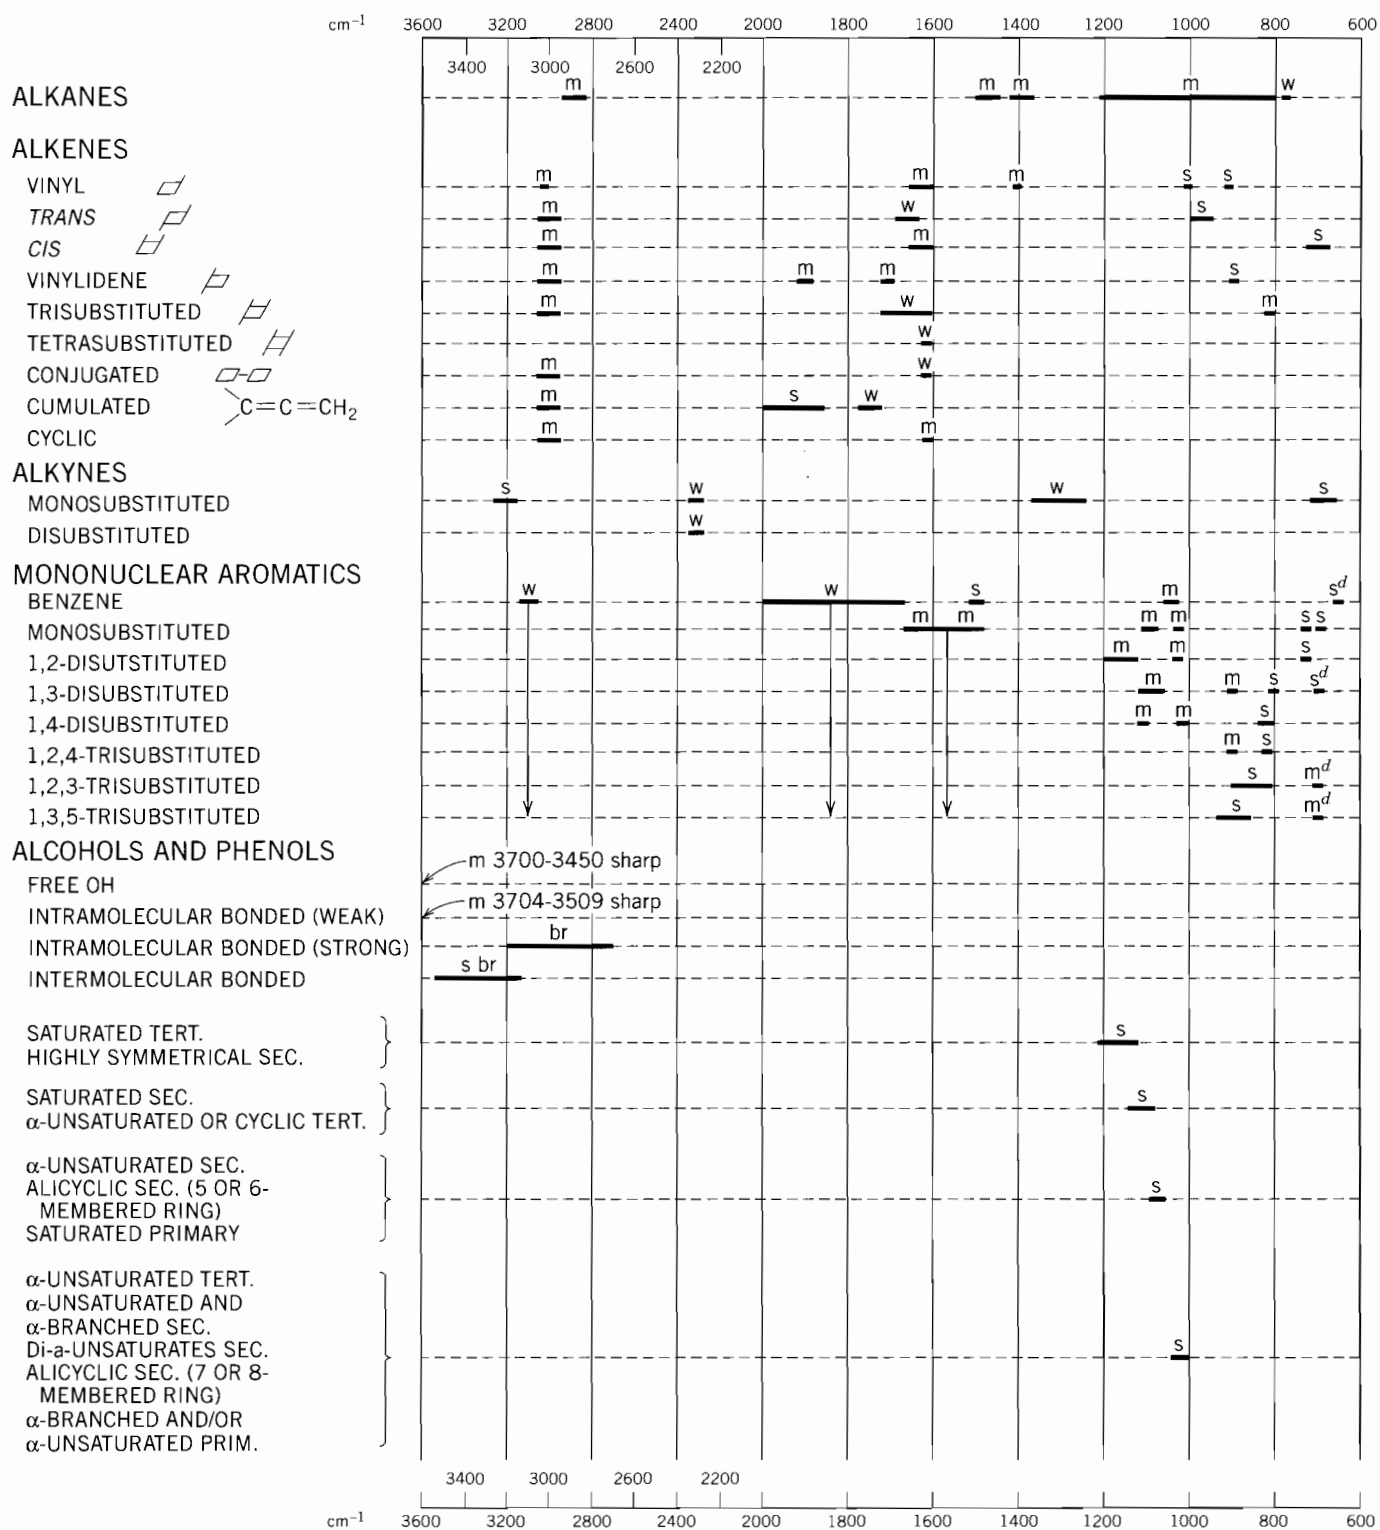 cm⁻¹ 3600 3200 2800 2400 2000 1800 1600 1400 1200 1000 800 600
3400 3000 2600 2200
ALKANES m m m m w
ALKENES
VINYL m m m s s
TRANS m w s
CIS m m s
VINYLIDENE m m m s
TRISUBSTITUTED m w m
TETRASUBSTITUTED w
CONJUGATED m w
CUMULATED C=C=CH₂ m s w
CYCLIC m m
ALKYNES
MONOSUBSTITUTED s w w s
DISUBSTITUTED w
MONONUCLEAR AROMATICS
BENZENE w w s m sᵈ
MONOSUBSTITUTED m m m m s s
1,2-DISUTSTITUTED m m s
1,3-DISUBSTITUTED m m s sᵈ
1,4-DISUBSTITUTED m m s
1,2,4-TRISUBSTITUTED m s
1,2,3-TRISUBSTITUTED s mᵈ
1,3,5-TRISUBSTITUTED s mᵈ
ALCOHOLS AND PHENOLS
m 3700-3450 sharp
FREE OH
m 3704-3509 sharp
INTRAMOLECULAR BONDED (WEAK)
INTRAMOLECULAR BONDED (STRONG) br
INTERMOLECULAR BONDED s br
SATURATED TERT.
HIGHLY SYMMETRICAL SEC. s
SATURATED SEC.
α-UNSATURATED OR CYCLIC TERT. s
α-UNSATURATED SEC.
ALICYCLIC SEC. (5 OR 6-
MEMBERED RING) s
SATURATED PRIMARY
α-UNSATURATED TERT.
α-UNSATURATED AND
α-BRANCHED SEC.
Di-a-UNSATURATES SEC. s
ALICYCLIC SEC. (7 OR 8-
MEMBERED RING)
α-BRANCHED AND/OR
α-UNSATURATED PRIM.
3400 3000 2600 2200
cm⁻¹ 3600 3200 2800 2400 2000 1800 1600 1400 1200 1000 800 600